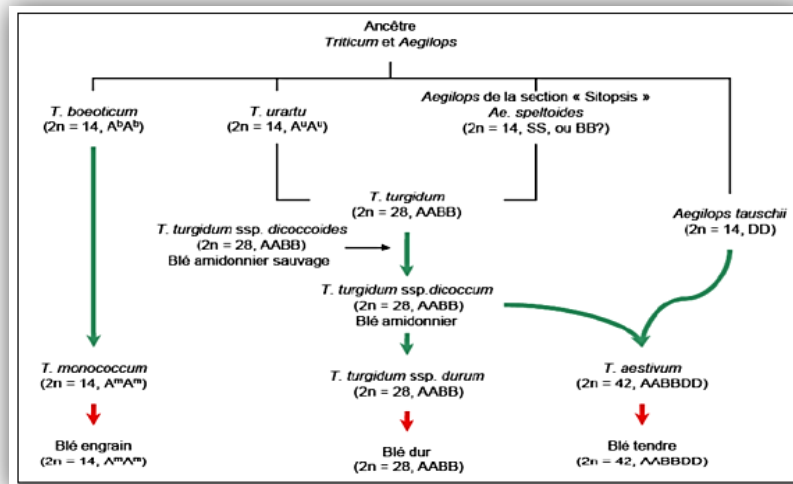 Ancêtre
Triticum et Aegilops
T. boeoticum
(2n = 14, AᵇAᵇ)
T. urartu
(2n = 14, AᵘAᵘ)
Aegilops de la section « Sitopsis »
Ae. speltoides
(2n = 14, SS, ou BB?)
T. turgidum
(2n = 28, AABB)
Aegilops tauschii
(2n = 14, DD)
T. turgidum ssp. dicoccoides
(2n = 28, AABB)
Blé amidonnier sauvage
T. turgidum ssp.dicoccum
(2n = 28, AABB)
Blé amidonnier
T. monococcum
(2n = 14, AᵐAᵐ)
T. turgidum ssp. durum
(2n = 28, AABB)
T. aestivum
(2n = 42, AABBDD)
Blé engrain
(2n = 14, AᵐAᵐ)
Blé dur
(2n = 28, AABB)
Blé tendre
(2n = 42, AABBDD)